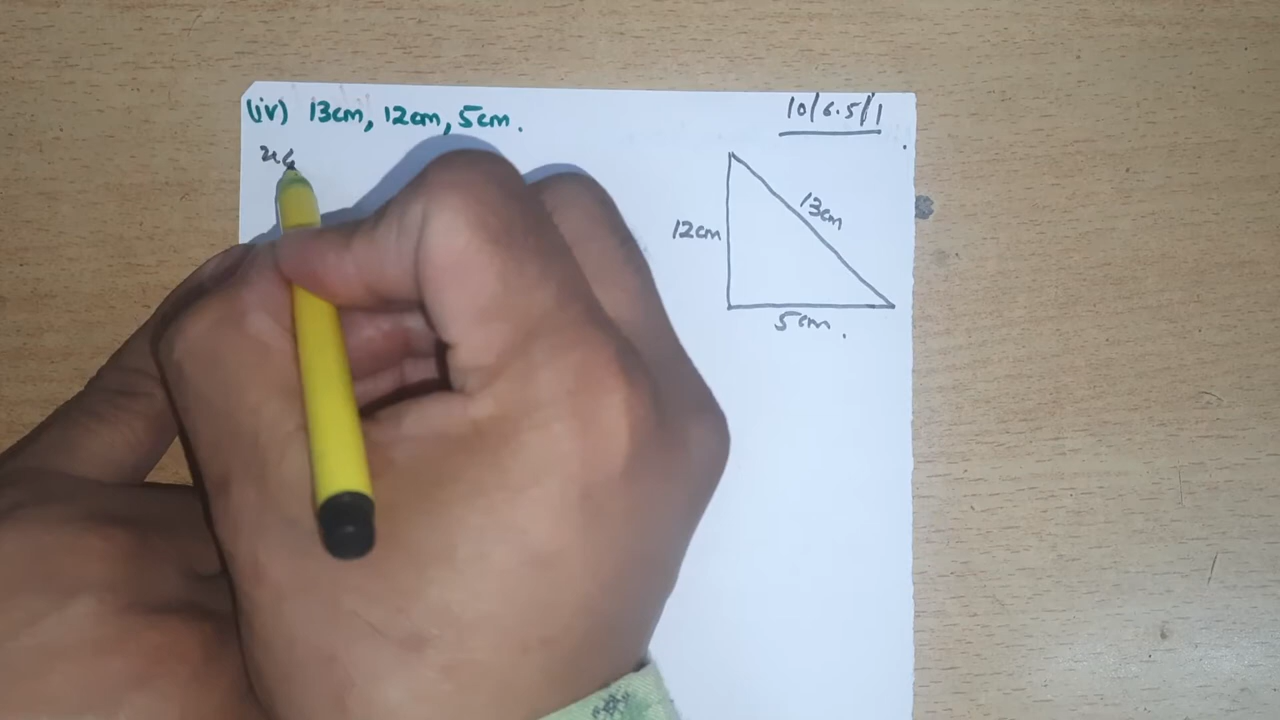 (iv) 13cm, 12cm, 5cm.
10/6.5/1
12cm
13cm
5cm.